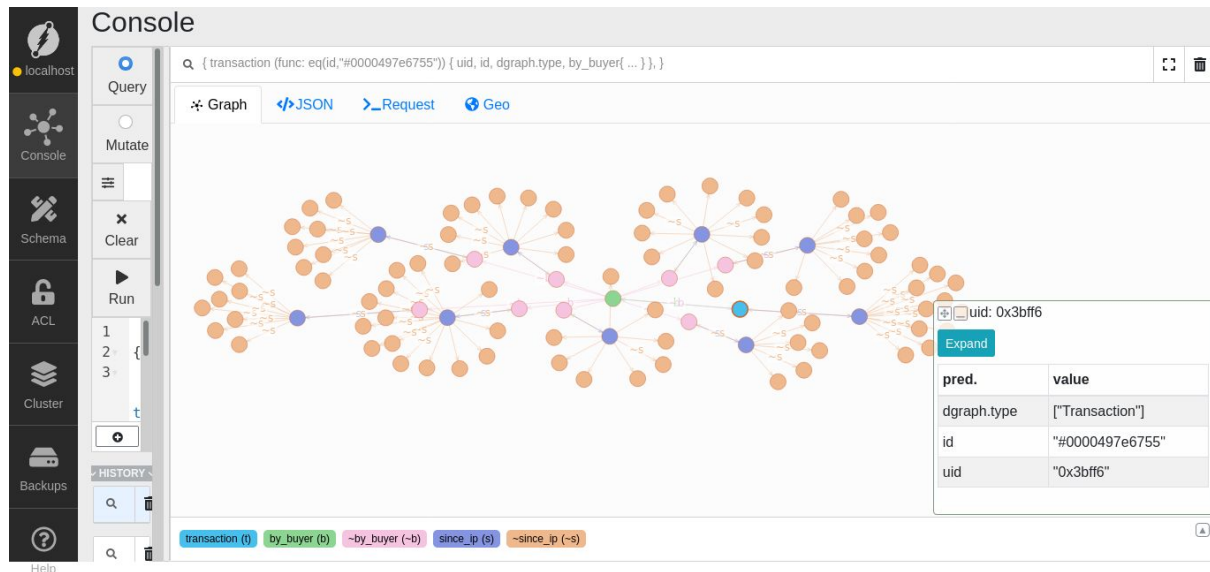 Console
localhost
Console
Schema
ACL
Cluster
Backups
Help
Query
Mutate
Clear
Run
1
2 {
3
t
HISTORY
{ transaction (func: eq(id,"#0000497e6755")) { uid, id, dgraph.type, by_buyer{ ... } }, }
Graph
</>JSON
>_Request
Geo
uid: 0x3bff6
Expand
pred. value
dgraph.type ["Transaction"]
id "#0000497e6755"
uid "0x3bff6"
transaction (t) by_buyer (b) ~by_buyer (~b) since_ip (s) ~since_ip (~s)